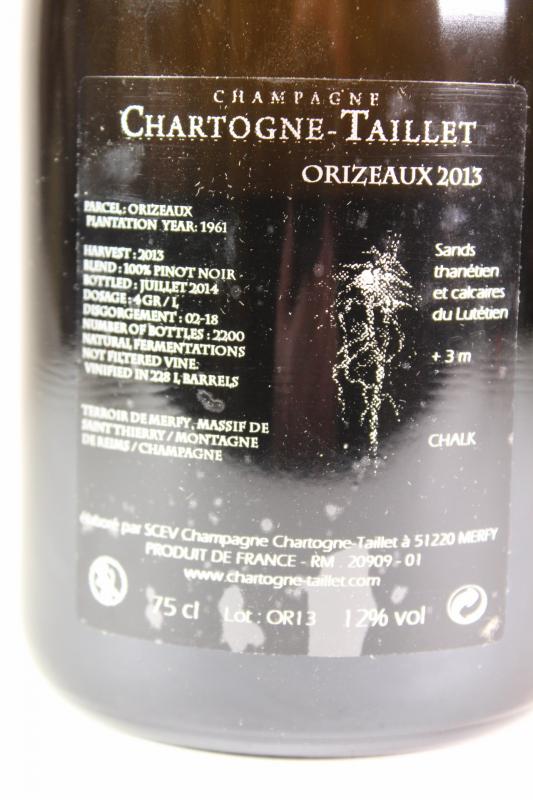 CHAMPAGNE
CHARTOGNE-TAILLET
ORIZEAUX 2013
PARCEL : ORIZEAUX
PLANTATION YEAR: 1961
HARVEST : 2013
BLEND : 100% PINOT NOIR
BOTTLED : JUILLET 2014
DOSAGE : 4 GR / L
DISGORGEMENT : 02-18
NUMBER OF BOTTLES : 2200
NATURAL FERMENTATIONS
NOT FILTERED VINE.
VINIFIED IN 228 L BARRELS
TERROIR DE MERFY, MASSIF DE
SAINT THIERRY / MONTAGNE
DE REIMS / CHAMPAGNE
Sands
thanétien
et calcaires
du Lutétien
+ 3 m
CHALK
élaboré par SCEV Champagne Chartogne-Taillet à 51220 MERFY
PRODUIT DE FRANCE - RM . 20909 - 01
www.chartogne-taillet.com
75 cl Lot : OR13 12% vol